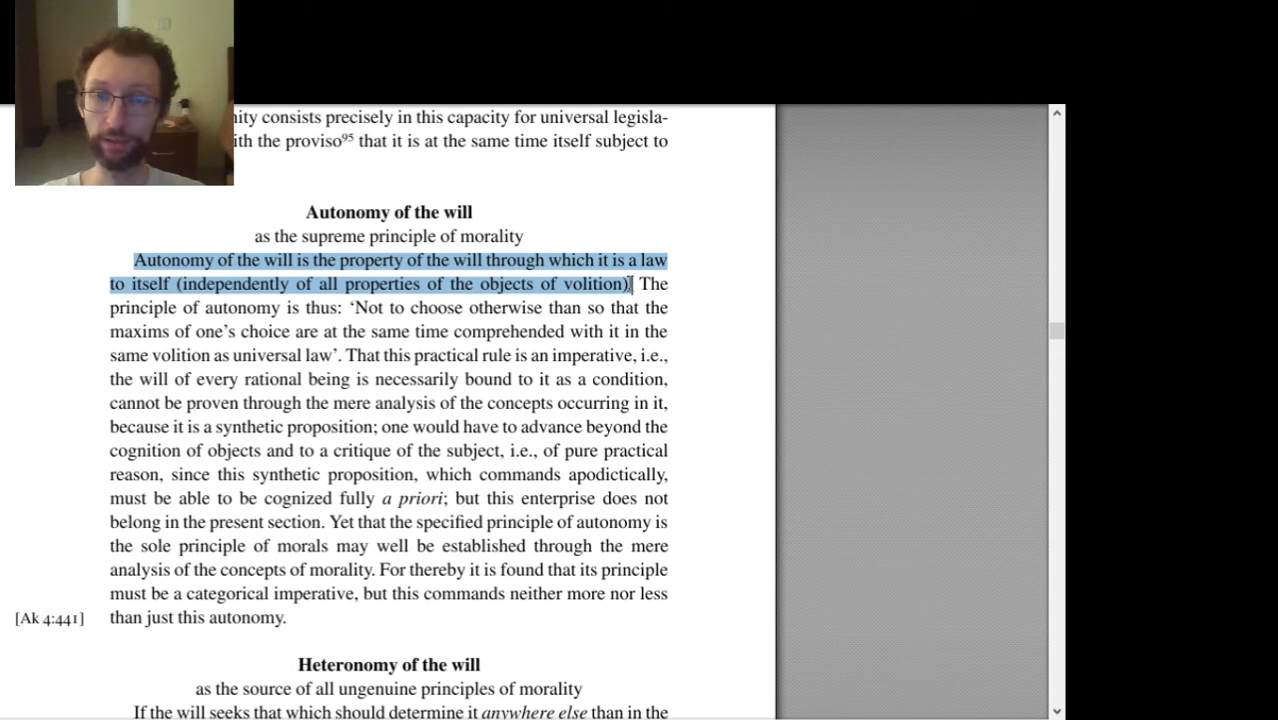 nity consists precisely in this capacity for universal legisla-
ith the proviso⁹⁵ that it is at the same time itself subject to
Autonomy of the will
as the supreme principle of morality
Autonomy of the will is the property of the will through which it is a law
to itself (independently of all properties of the objects of volition). The
principle of autonomy is thus: ‘Not to choose otherwise than so that the
maxims of one’s choice are at the same time comprehended with it in the
same volition as universal law’. That this practical rule is an imperative, i.e.,
the will of every rational being is necessarily bound to it as a condition,
cannot be proven through the mere analysis of the concepts occurring in it,
because it is a synthetic proposition; one would have to advance beyond the
cognition of objects and to a critique of the subject, i.e., of pure practical
reason, since this synthetic proposition, which commands apodictically,
must be able to be cognized fully a priori; but this enterprise does not
belong in the present section. Yet that the specified principle of autonomy is
the sole principle of morals may well be established through the mere
analysis of the concepts of morality. For thereby it is found that its principle
must be a categorical imperative, but this commands neither more nor less
[Ak 4:441] than just this autonomy.
Heteronomy of the will
as the source of all ungenuine principles of morality
If the will seeks that which should determine it anywhere else than in the